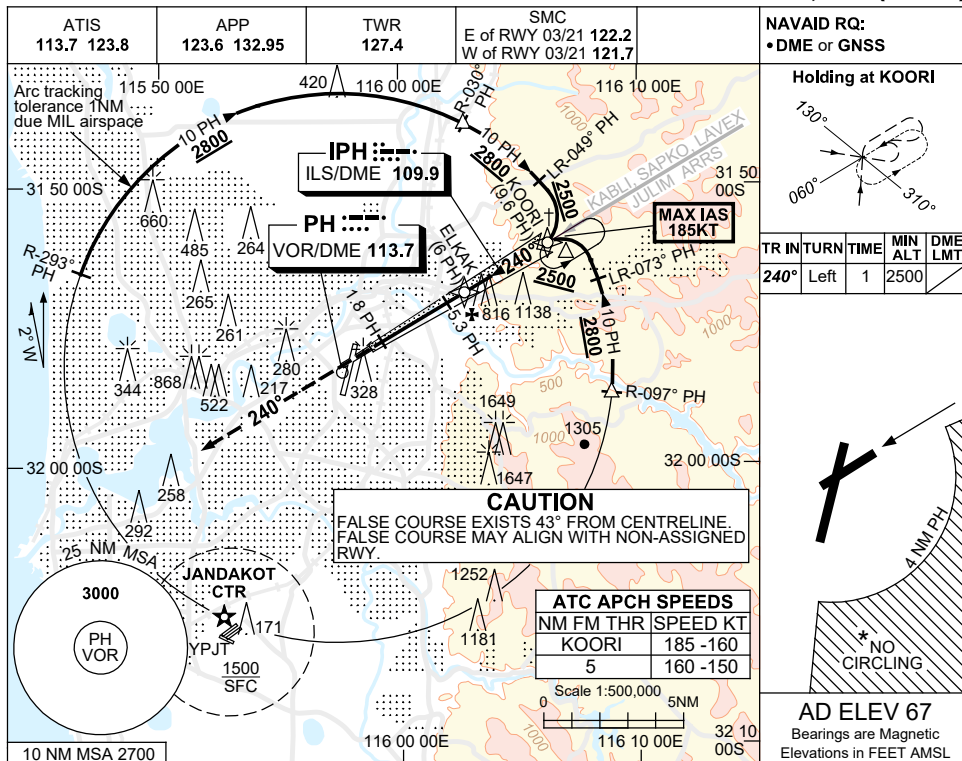 ATIS
113.7 123.8
APP
123.6 132.95
TWR
127.4
SMC
E of RWY 03/21 122.2
W of RWY 03/21 121.7
NAVAID RQ:
• DME or GNSS
Arc tracking
tolerance 1NM
due MIL airspace
115 50 00E
116 00 00E
116 10 00E
420
R-030°
PH
1000
10 PH
2800
10 PH
2800
LR-049° PH
2500
KABLI, SAPKO, LAVEX
JULIM ARRS
IPH
ILS/DME 109.9
PH
VOR/DME 113.7
31 50
00S
31 50 00S
660
485
264
KOORI
(9.6 PH)
MAX IAS
185KT
R-293°
PH
ELKAK
(6 PH)
240°
2500
LR-073° PH
265
261
5.3 PH
816
1138
10 PH
2800
1000
2° W
1.8 PH
280
344
868
522
217
328
500
R-097° PH
240°
1649
1000
1305
1000
32 00 00S
1647
32 00
00S
258
292
CAUTION
FALSE COURSE EXISTS 43° FROM CENTRELINE.
FALSE COURSE MAY ALIGN WITH NON-ASSIGNED
RWY.
25 NM MSA
3000
PH
VOR
JANDAKOT
CTR
171
YPJT
1500
SFC
1252
1181
ATC APCH SPEEDS
NM FM THR SPEED KT
KOORI 185 -160
5 160 -150
Scale 1:500,000
0 5NM
10 NM MSA 2700
116 00 00E
116 10 00E
32 10
00S
Holding at KOORI
130°
060°
310°
TR IN TURN TIME MIN ALT DME LMT
240° Left 1 2500
4 NM PH
* NO
CIRCLING
AD ELEV 67
Bearings are Magnetic
Elevations in FEET AMSL